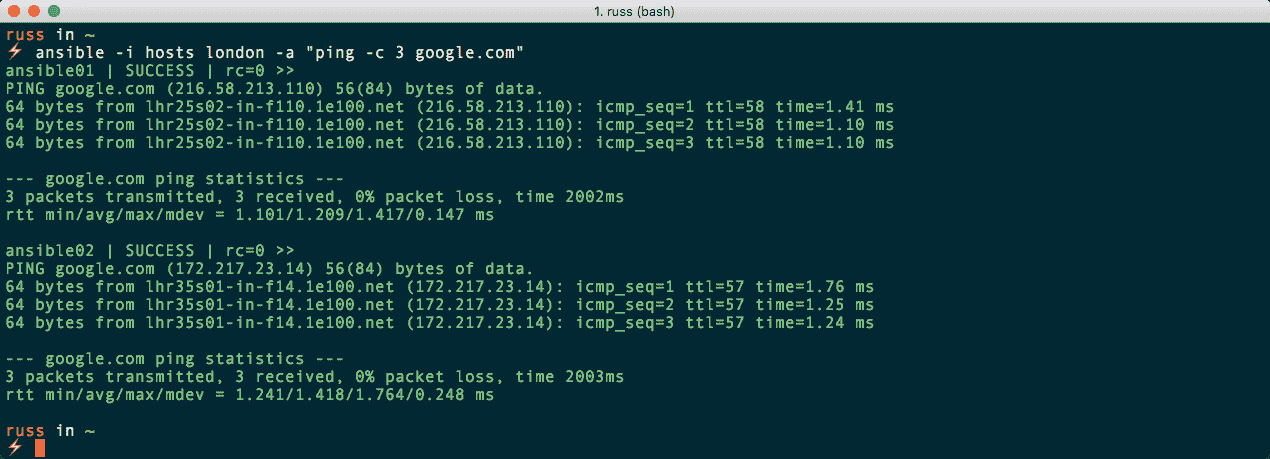 1. russ (bash)
russ in ~
⚡ ansible -i hosts london -a "ping -c 3 google.com"
ansible01 | SUCCESS | rc=0 >>
PING google.com (216.58.213.110) 56(84) bytes of data.
64 bytes from lhr25s02-in-f110.1e100.net (216.58.213.110): icmp_seq=1 ttl=58 time=1.41 ms
64 bytes from lhr25s02-in-f110.1e100.net (216.58.213.110): icmp_seq=2 ttl=58 time=1.10 ms
64 bytes from lhr25s02-in-f110.1e100.net (216.58.213.110): icmp_seq=3 ttl=58 time=1.10 ms
--- google.com ping statistics ---
3 packets transmitted, 3 received, 0% packet loss, time 2002ms
rtt min/avg/max/mdev = 1.101/1.209/1.417/0.147 ms
ansible02 | SUCCESS | rc=0 >>
PING google.com (172.217.23.14) 56(84) bytes of data.
64 bytes from lhr35s01-in-f14.1e100.net (172.217.23.14): icmp_seq=1 ttl=57 time=1.76 ms
64 bytes from lhr35s01-in-f14.1e100.net (172.217.23.14): icmp_seq=2 ttl=57 time=1.25 ms
64 bytes from lhr35s01-in-f14.1e100.net (172.217.23.14): icmp_seq=3 ttl=57 time=1.24 ms
--- google.com ping statistics ---
3 packets transmitted, 3 received, 0% packet loss, time 2003ms
rtt min/avg/max/mdev = 1.241/1.418/1.764/0.248 ms
russ in ~
⚡